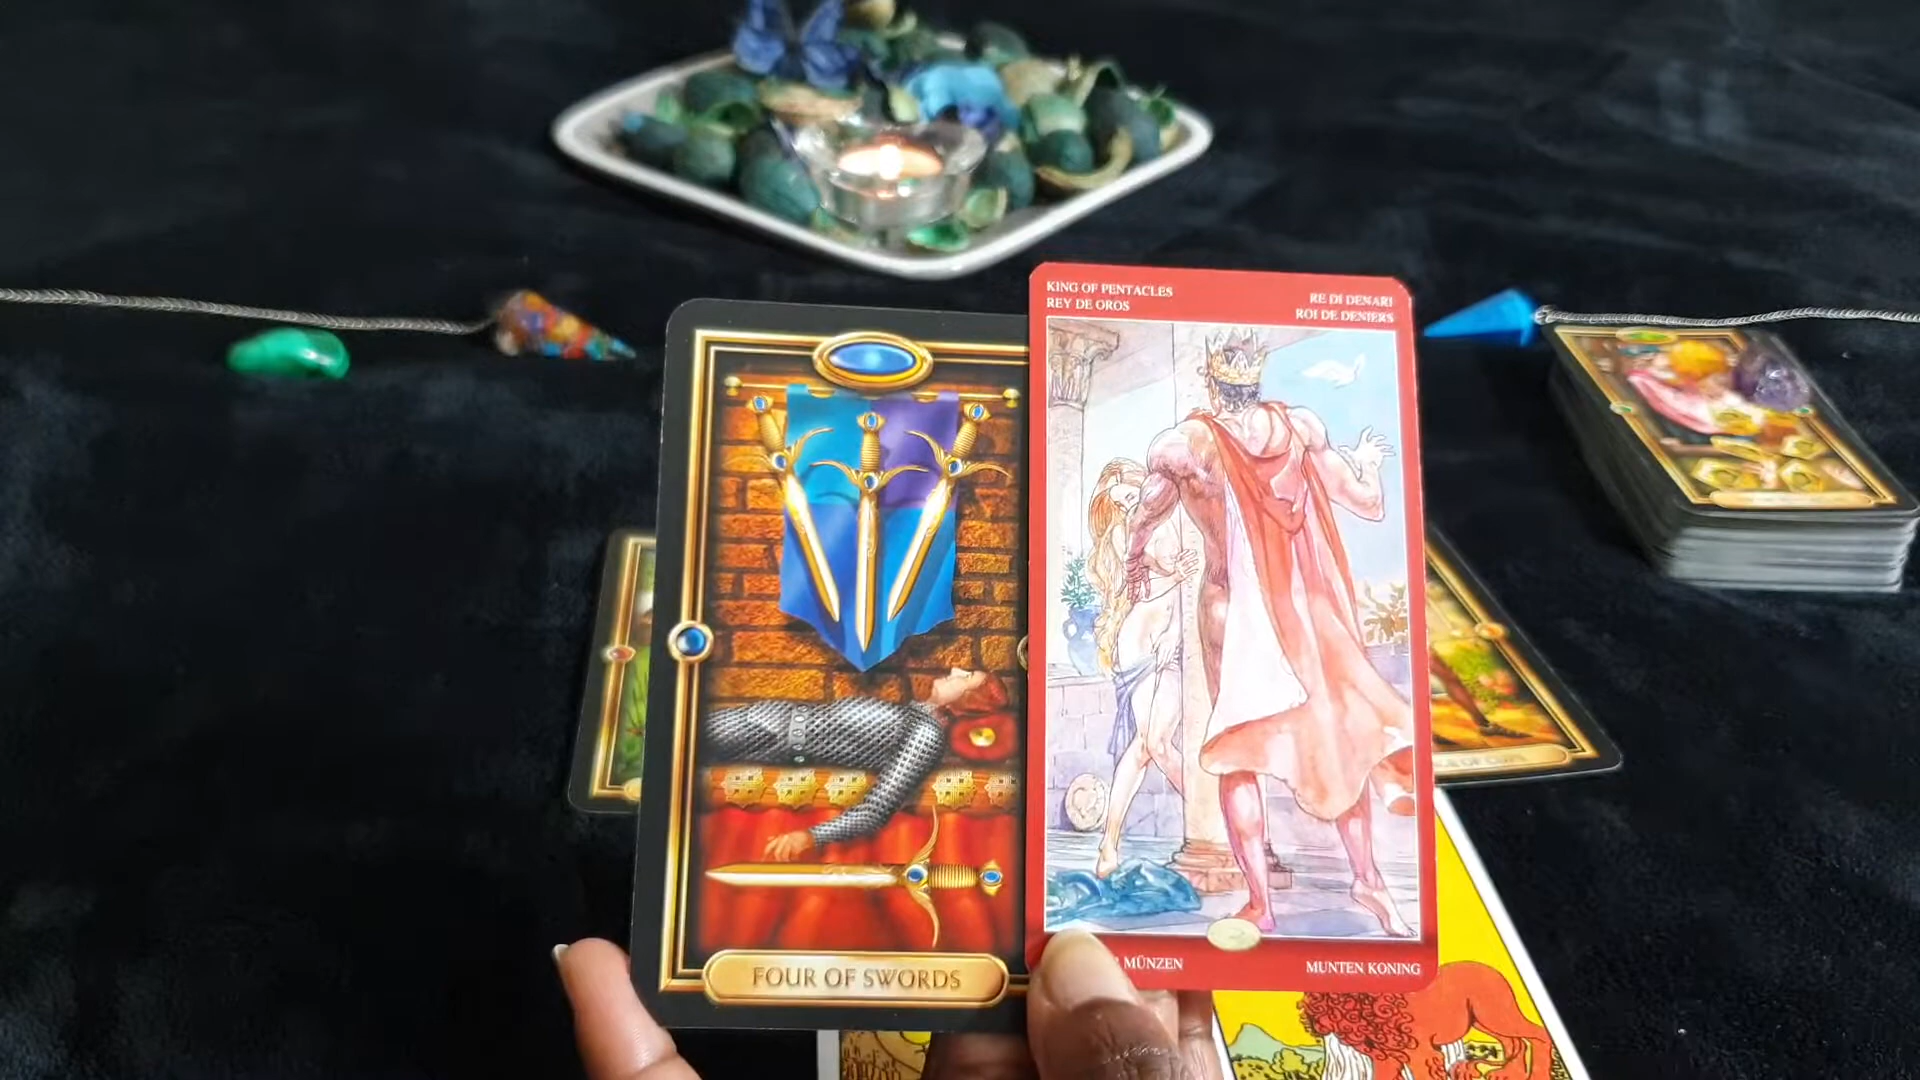 KING OF PENTACLES
REY DE OROS
RE DI DENARI
ROI DE DENIERS
FOUR OF SWORDS
MÜNZEN
MUNTEN KONING